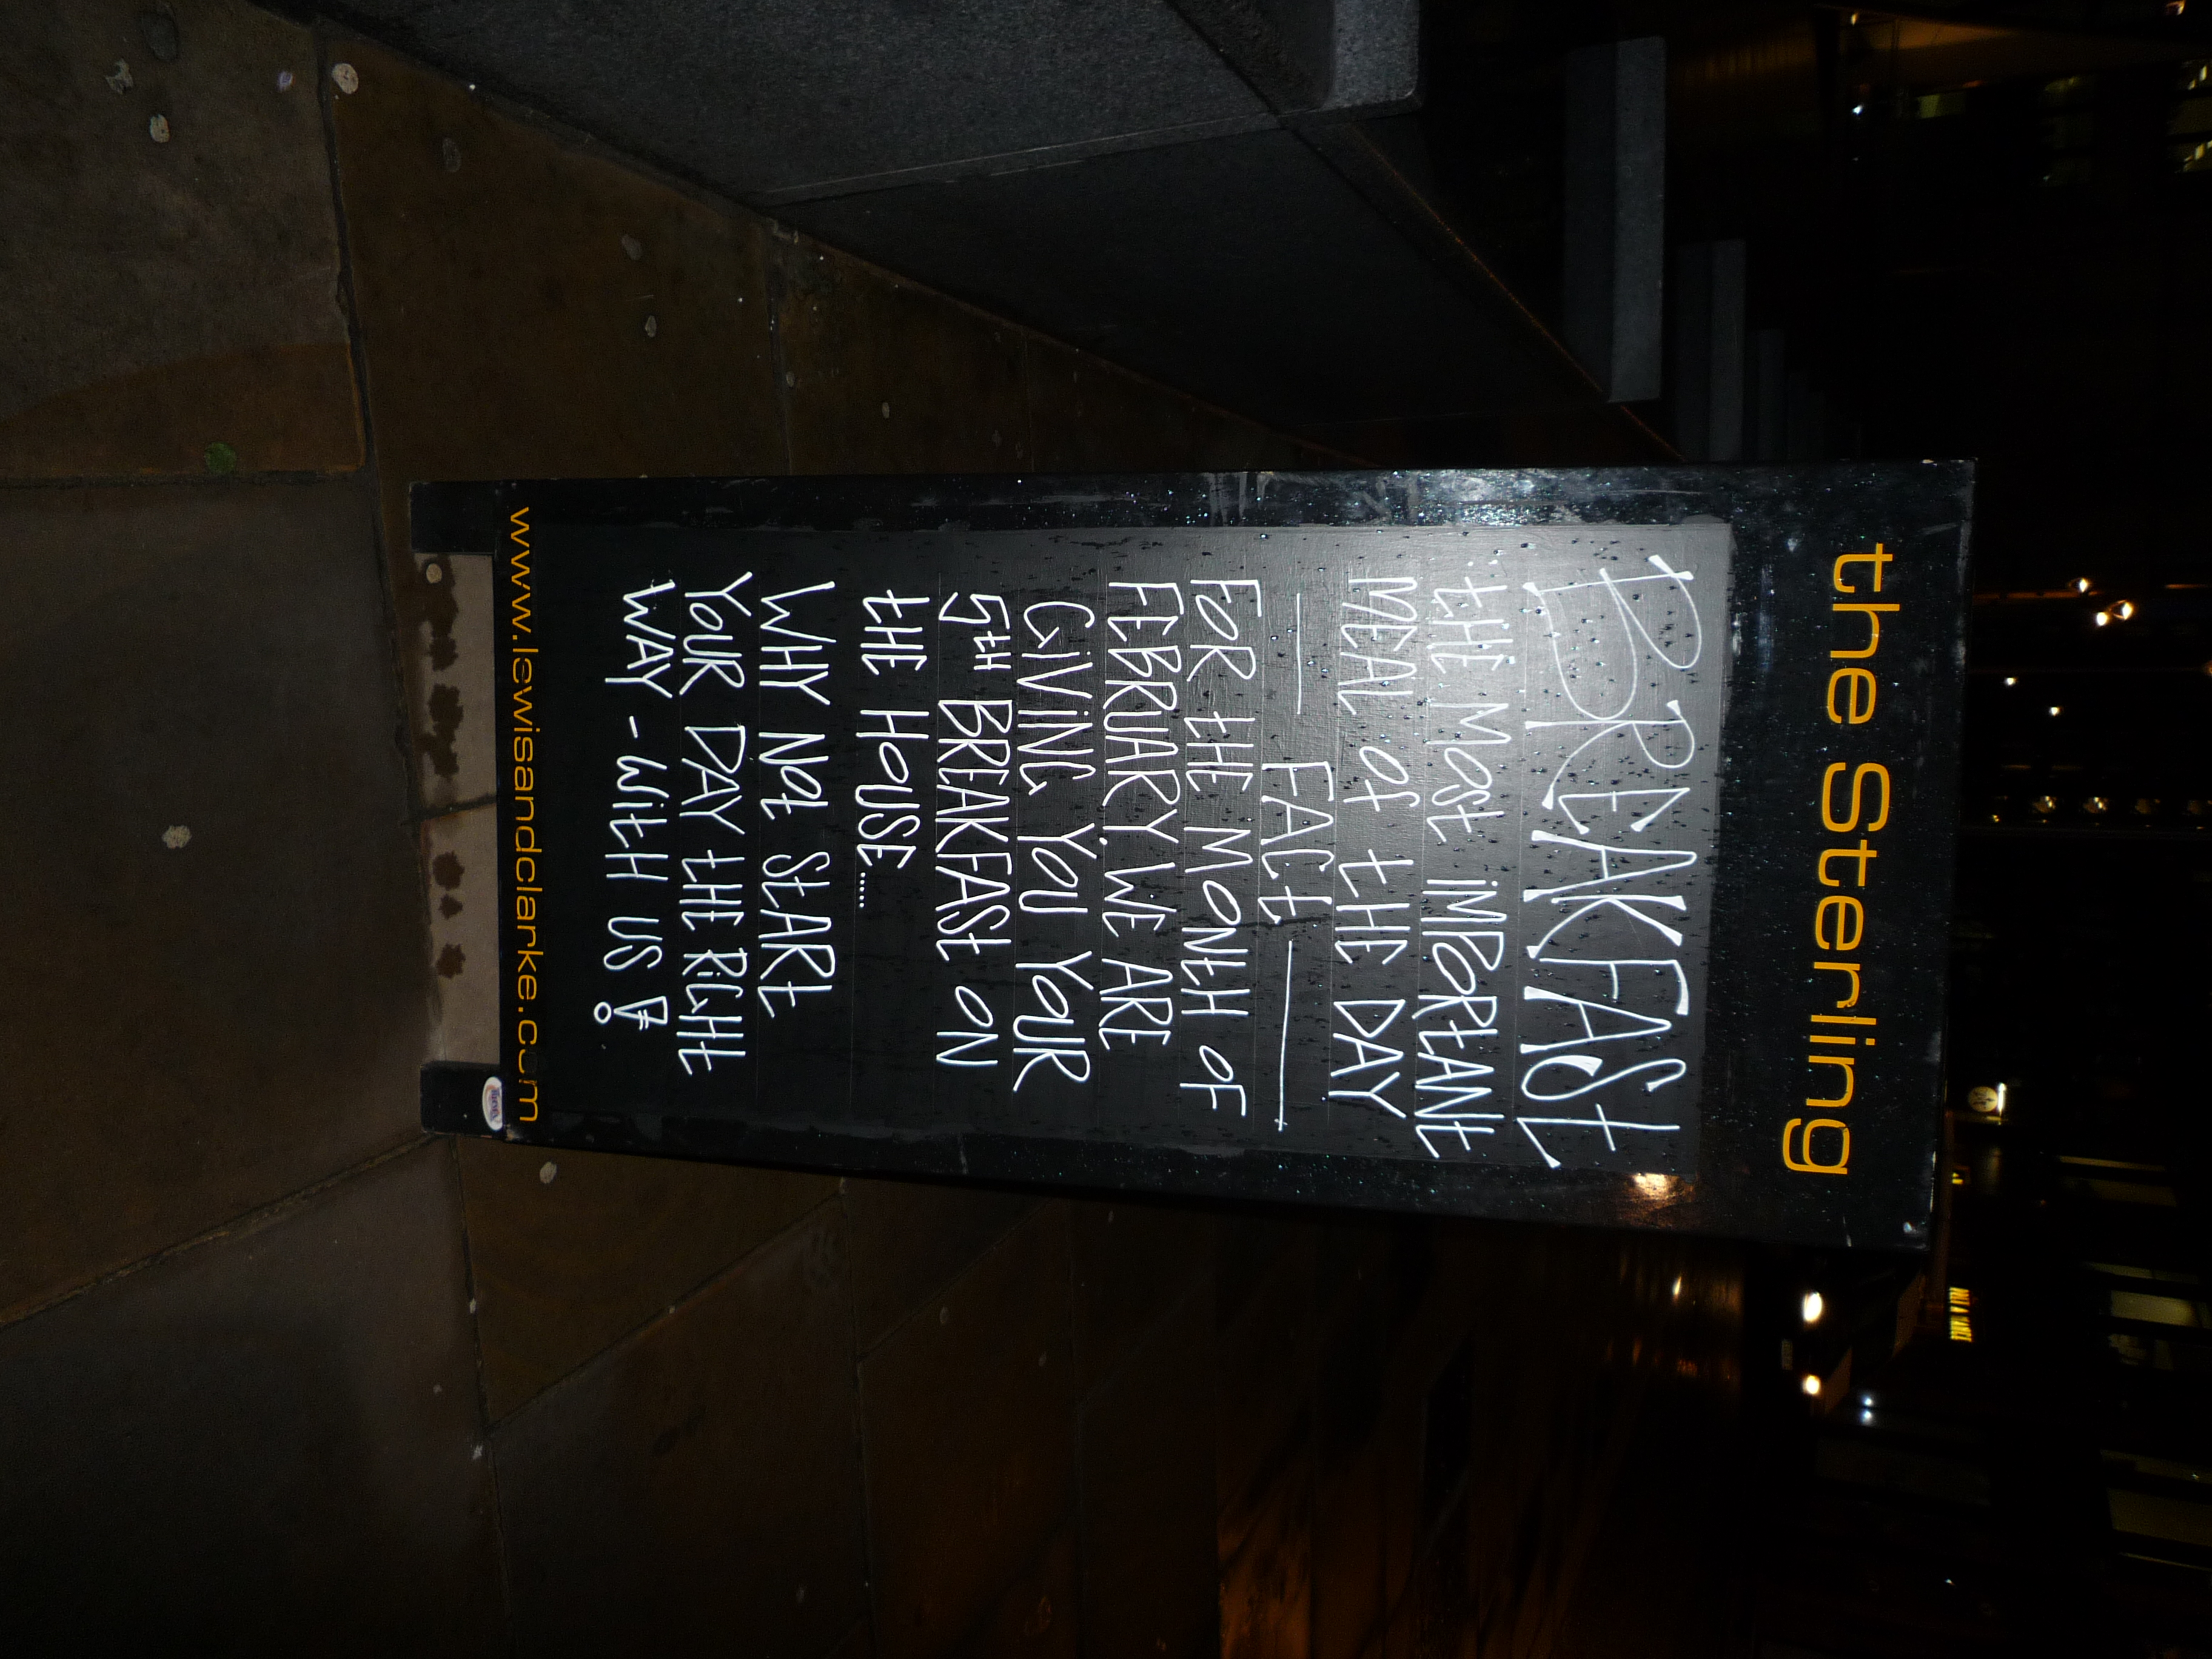 the Sterling
BREAKFAST
THE MOST IMPORTANT
MEAL OF THE DAY
— FACT —
FOR THE MONTH OF
FEBRUARY. WE ARE
GIVING YOU YOUR
5TH BREAKFAST ON
THE HOUSE.....
WHY NOT START
YOUR DAY THE RIGHT
WAY - WITH US!
www.lewisandclarke.com